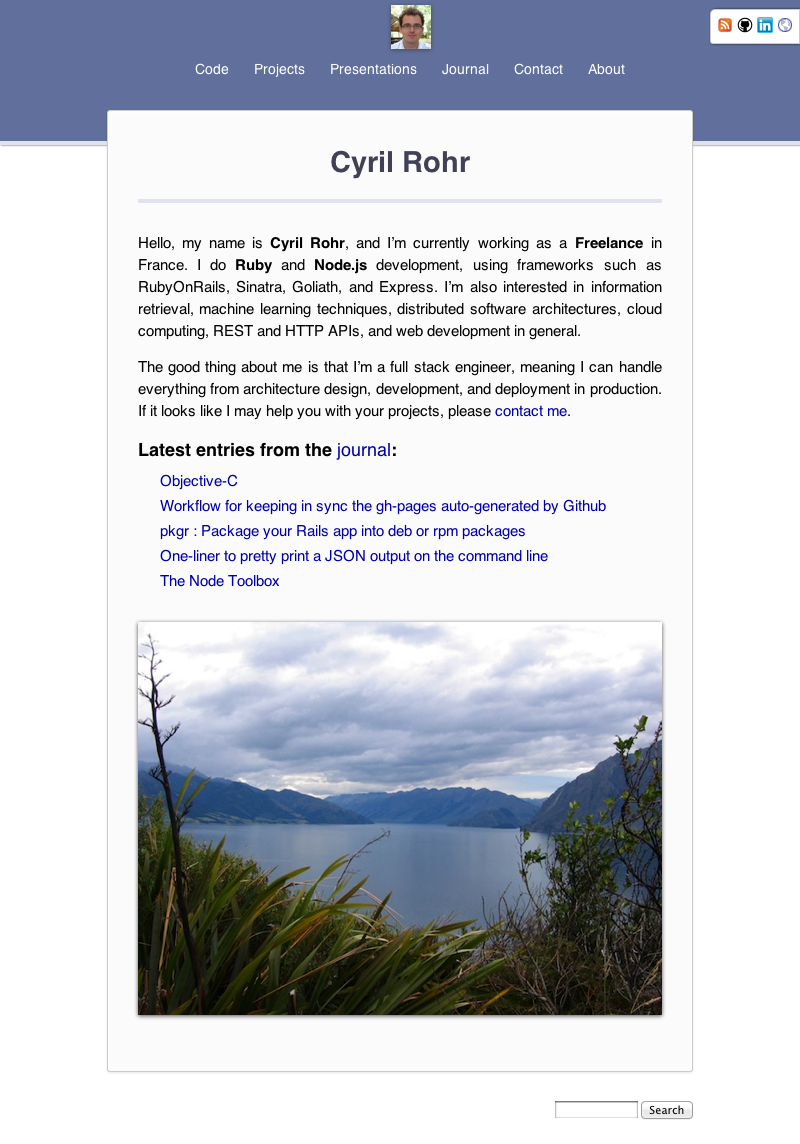 Code Projects Presentations Journal Contact About
Cyril Rohr
Hello, my name is Cyril Rohr, and I’m currently working as a Freelance in
France. I do Ruby and Node.js development, using frameworks such as
RubyOnRails, Sinatra, Goliath, and Express. I’m also interested in information
retrieval, machine learning techniques, distributed software architectures, cloud
computing, REST and HTTP APIs, and web development in general.
The good thing about me is that I’m a full stack engineer, meaning I can handle
everything from architecture design, development, and deployment in production.
If it looks like I may help you with your projects, please contact me.
Latest entries from the journal:
Objective-C
Workflow for keeping in sync the gh-pages auto-generated by Github
pkgr : Package your Rails app into deb or rpm packages
One-liner to pretty print a JSON output on the command line
The Node Toolbox
Search